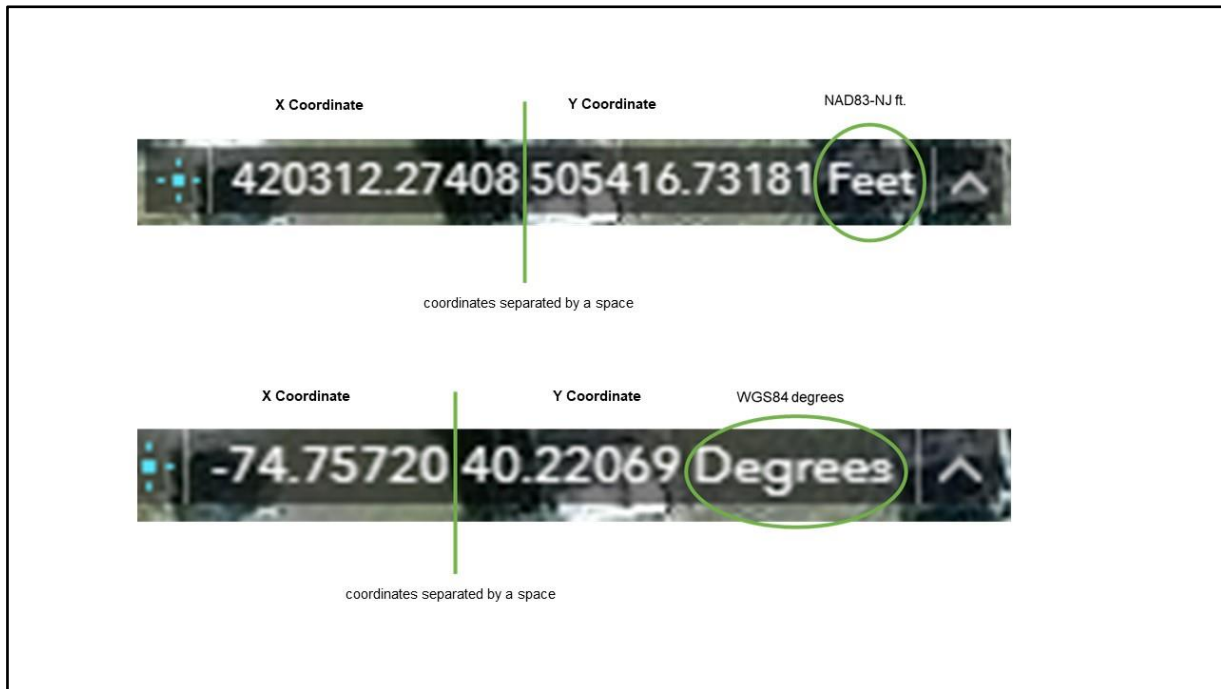 X Coordinate Y Coordinate NAD83-NJ ft.
420312.27408 505416.73181 Feet
coordinates separated by a space
X Coordinate Y Coordinate WGS84 degrees
-74.75720 40.22069 Degrees
coordinates separated by a space